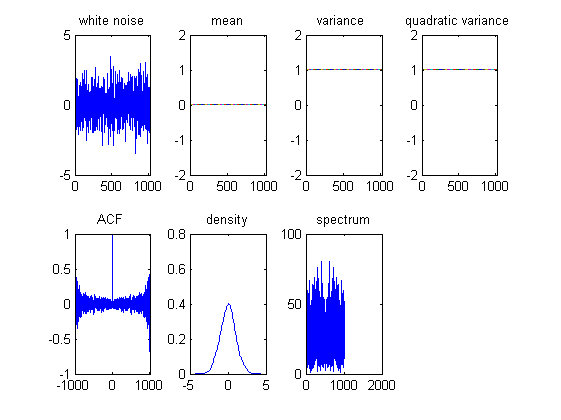 white noise mean variance quadratic variance
5 2 2 2
1 1 1
0 0 0 0
-1 -1 -1
-5 -2 -2 -2
0 500 1000 0 500 1000 0 500 1000 0 500 1000
ACF density spectrum
1 0.8 100
0.5 0.6
0 0.4 50
-0.5 0.2
-1 0 0
-1000 0 1000 -5 0 5 0 1000 2000